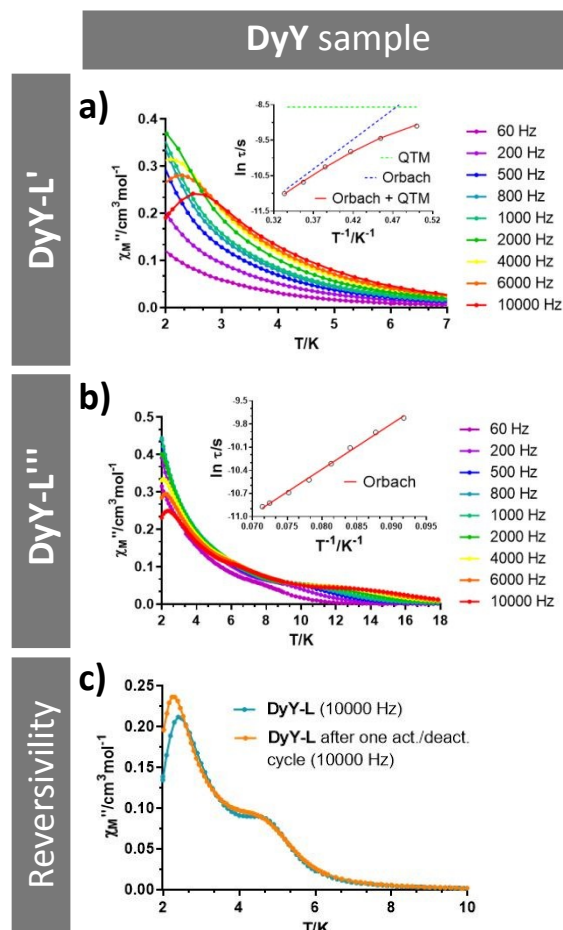 DyY sample
DyY-L'
a)
χM''/cm3mol-1
0.4
0.3
0.2
0.1
0.0
2 3 4 5 6 7
T/K
ln τ/s
-8.5
-9.5
-10.5
-11.5
0.32 0.37 0.42 0.47 0.52
T-1/K-1
QTM
Orbach
Orbach + QTM
60 Hz
200 Hz
500 Hz
800 Hz
1000 Hz
2000 Hz
4000 Hz
6000 Hz
10000 Hz
DyY-L'''
b)
χM''/cm3mol-1
0.5
0.4
0.3
0.2
0.1
0.0
2 4 6 8 10 12 14 16 18
T/K
ln τ/s
-9.5
-9.8
-10.1
-10.4
-10.7
-11.0
0.070 0.075 0.080 0.085 0.090 0.095
T-1/K-1
Orbach
60 Hz
200 Hz
500 Hz
800 Hz
1000 Hz
2000 Hz
4000 Hz
6000 Hz
10000 Hz
Reversivility
c)
χM''/cm3mol-1
0.25
0.20
0.15
0.10
0.05
0.00
2 4 6 8 10
T/K
DyY-L (10000 Hz)
DyY-L after one act./deact.
cycle (10000 Hz)